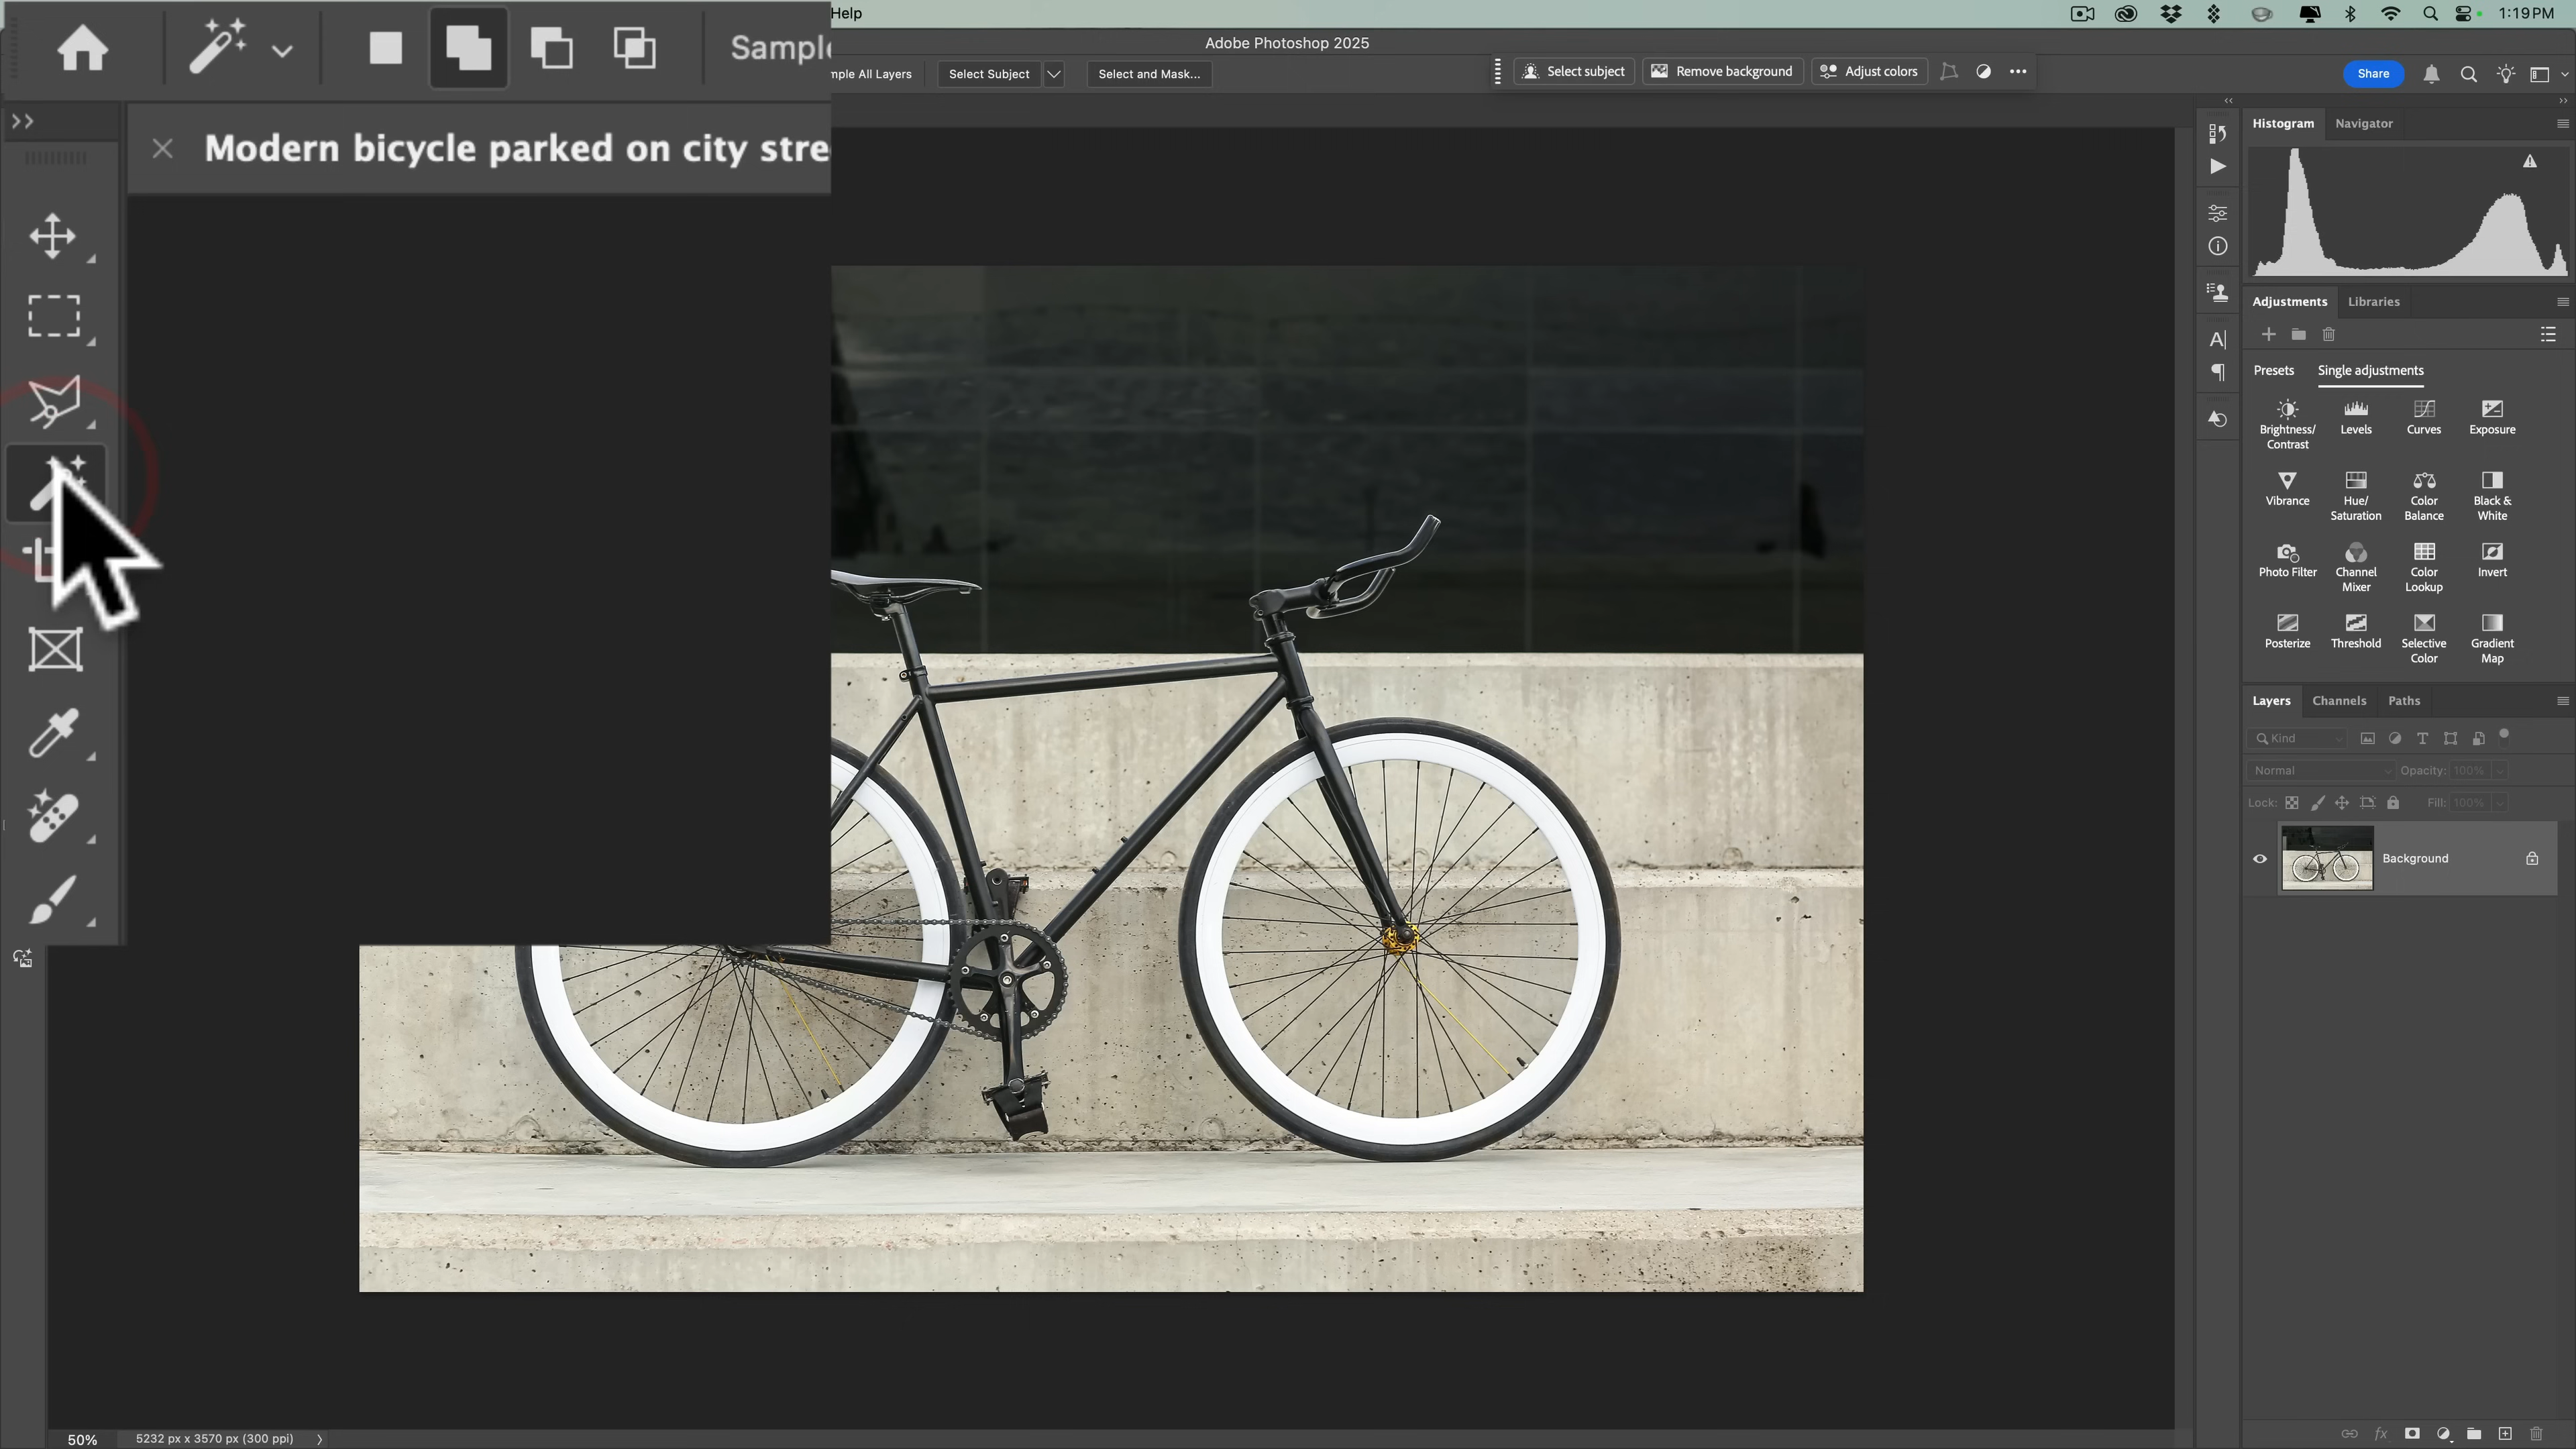 Help
1:19 PM
Adobe Photoshop 2025
mple All Layers
Select Subject
Select and Mask...
Select subject
Remove background
Adjust colors
Share
Modern bicycle parked on city stre
Histogram
Navigator
Adjustments
Libraries
Presets
Single adjustments
Brightness/
Contrast
Levels
Curves
Exposure
Vibrance
Hue/
Saturation
Color
Balance
Black &
White
Photo Filter
Channel
Mixer
Color
Lookup
Invert
Posterize
Threshold
Selective
Color
Gradient
Map
Layers
Channels
Paths
Kind
Normal
Opacity:
100%
Lock:
Fill:
100%
Background
50%
5232 px x 3570 px (300 ppi)
fx